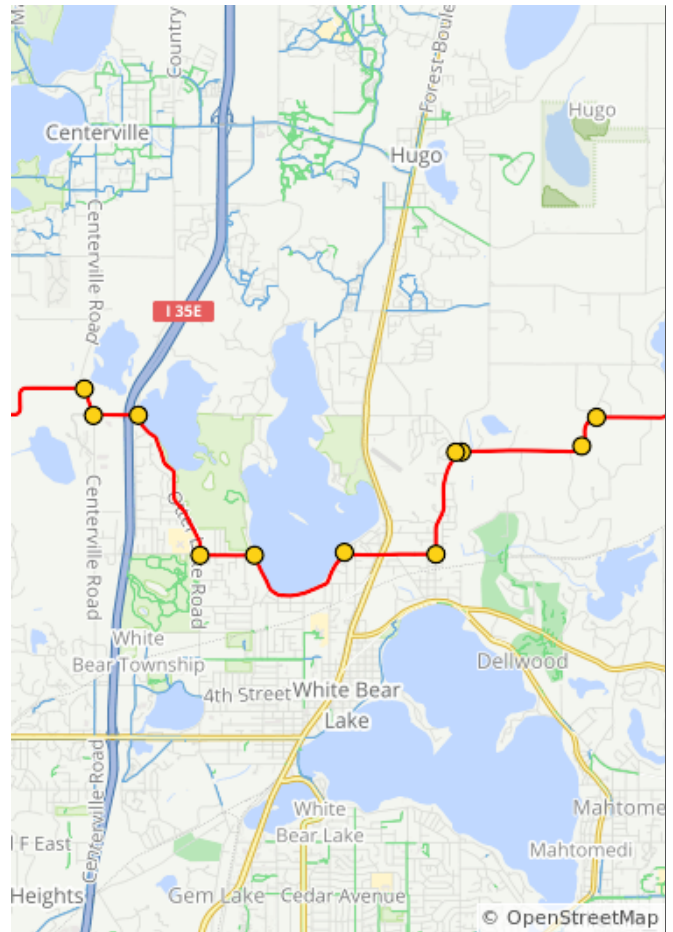 Country
Forest Boule
Hugo
Centerville
Hugo
Centerville Road
I 35E
Centerville Road
Otter Lake Road
White
Bear Township
Dellwood
4th Street
White Bear
Lake
Centerville Road
White
Bear Lake
Mahtome
l F East
Mahtomedi
Heights
Gem Lake
Cedar Avenue
© OpenStreetMap